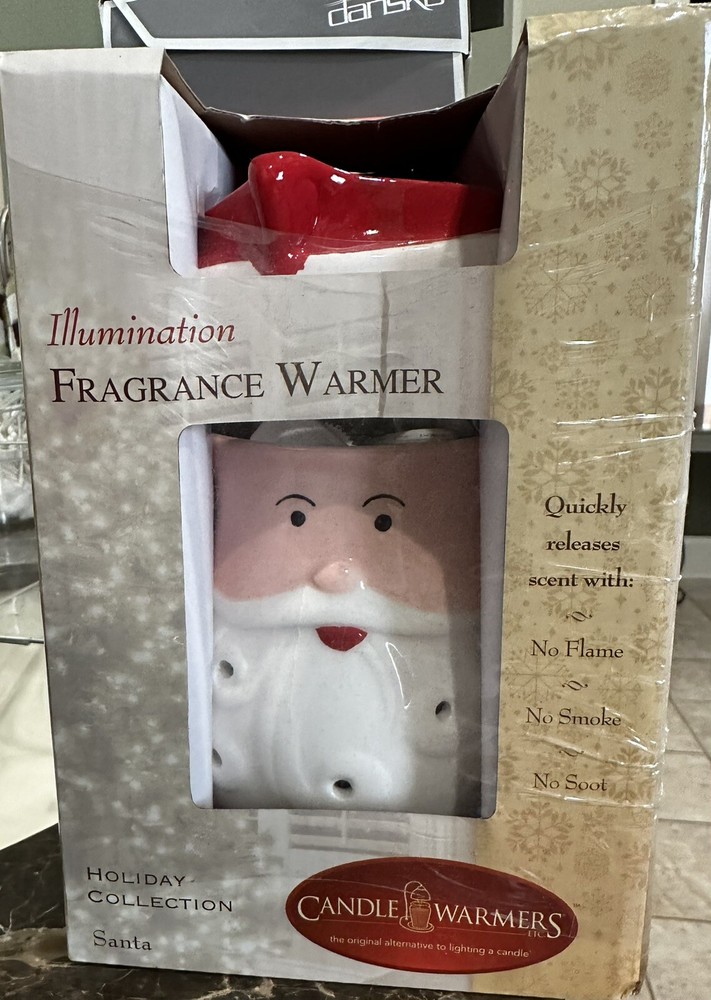 dansko
Illumination
FRAGRANCE WARMER
Quickly
releases
scent with:
No Flame
No Smoke
No Soot
HOLIDAY
COLLECTION
Santa
CANDLE WARMERS
ETC.
the original alternative to lighting a candle